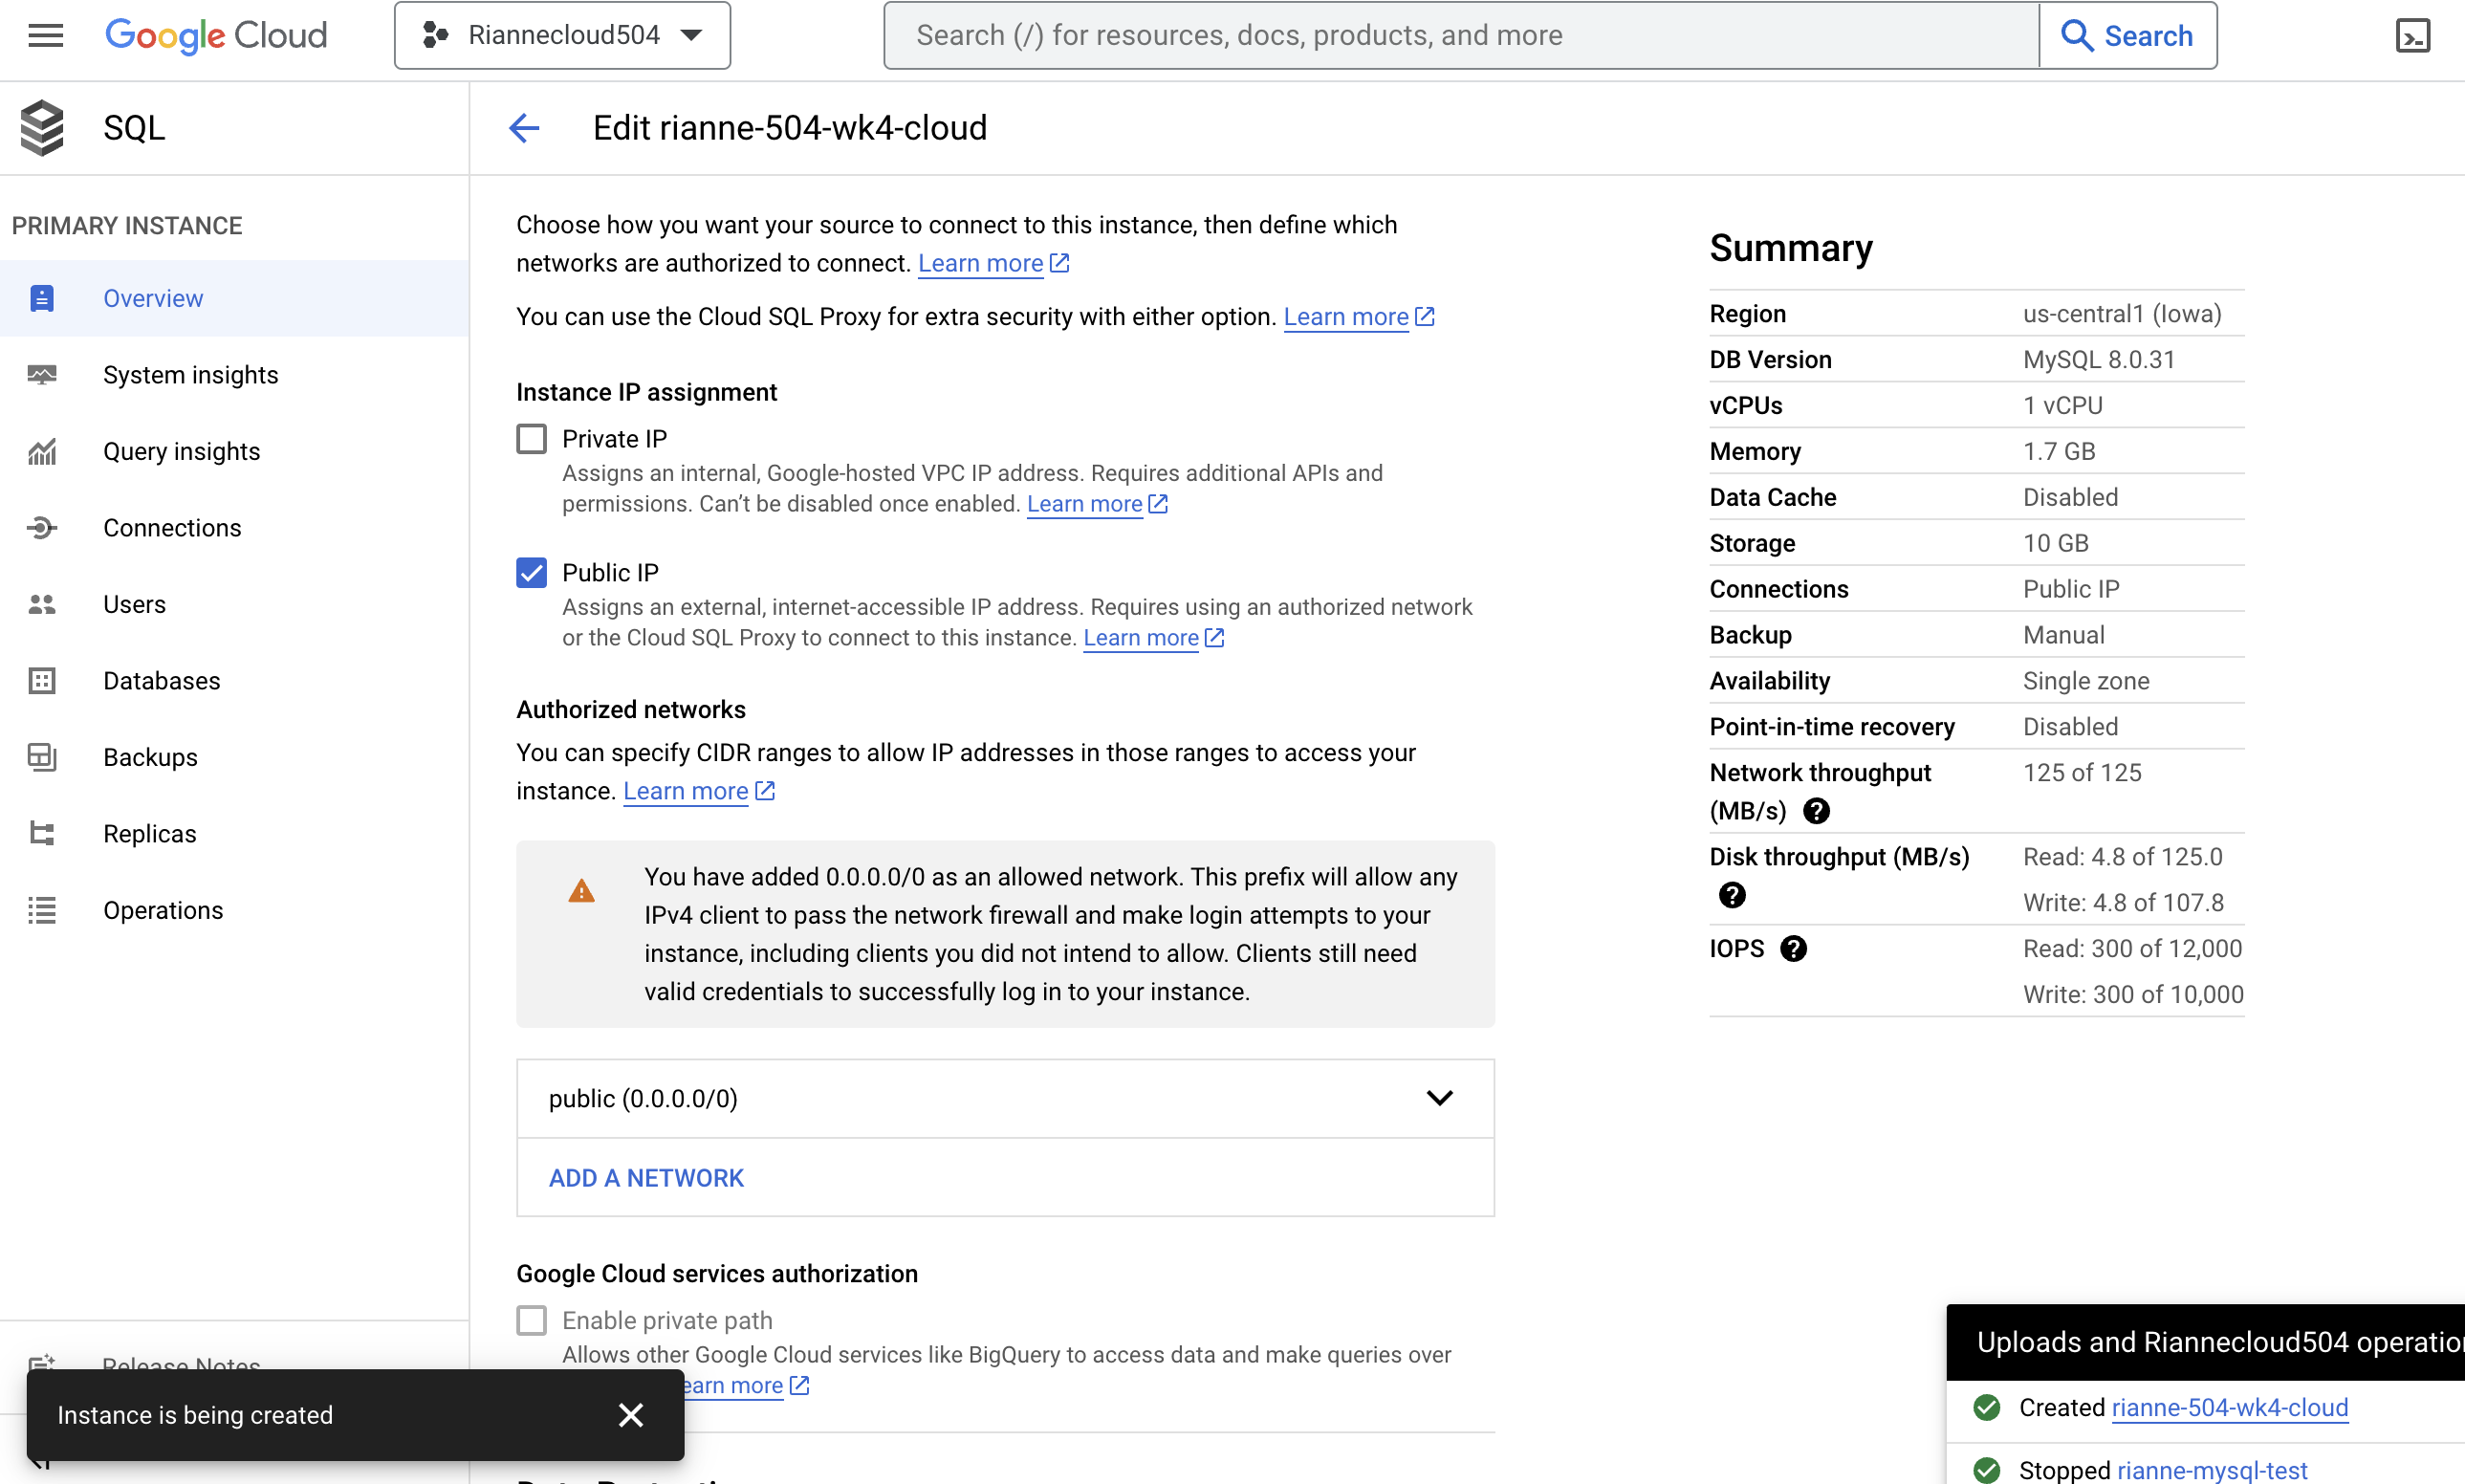 Google Cloud
Riannecloud504
Search (/) for resources, docs, products, and more
Search
SQL
Edit rianne-504-wk4-cloud
PRIMARY INSTANCE
Overview
System insights
Query insights
Connections
Users
Databases
Backups
Replicas
Operations
Release Notes
Choose how you want your source to connect to this instance, then define which
networks are authorized to connect. Learn more
You can use the Cloud SQL Proxy for extra security with either option. Learn more
Instance IP assignment
Private IP
Assigns an internal, Google-hosted VPC IP address. Requires additional APIs and
permissions. Can’t be disabled once enabled. Learn more
Public IP
Assigns an external, internet-accessible IP address. Requires using an authorized network
or the Cloud SQL Proxy to connect to this instance. Learn more
Authorized networks
You can specify CIDR ranges to allow IP addresses in those ranges to access your
instance. Learn more
You have added 0.0.0.0/0 as an allowed network. This prefix will allow any
IPv4 client to pass the network firewall and make login attempts to your
instance, including clients you did not intend to allow. Clients still need
valid credentials to successfully log in to your instance.
public (0.0.0.0/0)
ADD A NETWORK
Google Cloud services authorization
Enable private path
Allows other Google Cloud services like BigQuery to access data and make queries over
earn more
Summary
Region us-central1 (Iowa)
DB Version MySQL 8.0.31
vCPUs 1 vCPU
Memory 1.7 GB
Data Cache Disabled
Storage 10 GB
Connections Public IP
Backup Manual
Availability Single zone
Point-in-time recovery Disabled
Network throughput 125 of 125
(MB/s)
Disk throughput (MB/s) Read: 4.8 of 125.0
Write: 4.8 of 107.8
IOPS Read: 300 of 12,000
Write: 300 of 10,000
Instance is being created
Uploads and Riannecloud504 operatio
Created rianne-504-wk4-cloud
Stopped rianne-mysql-test